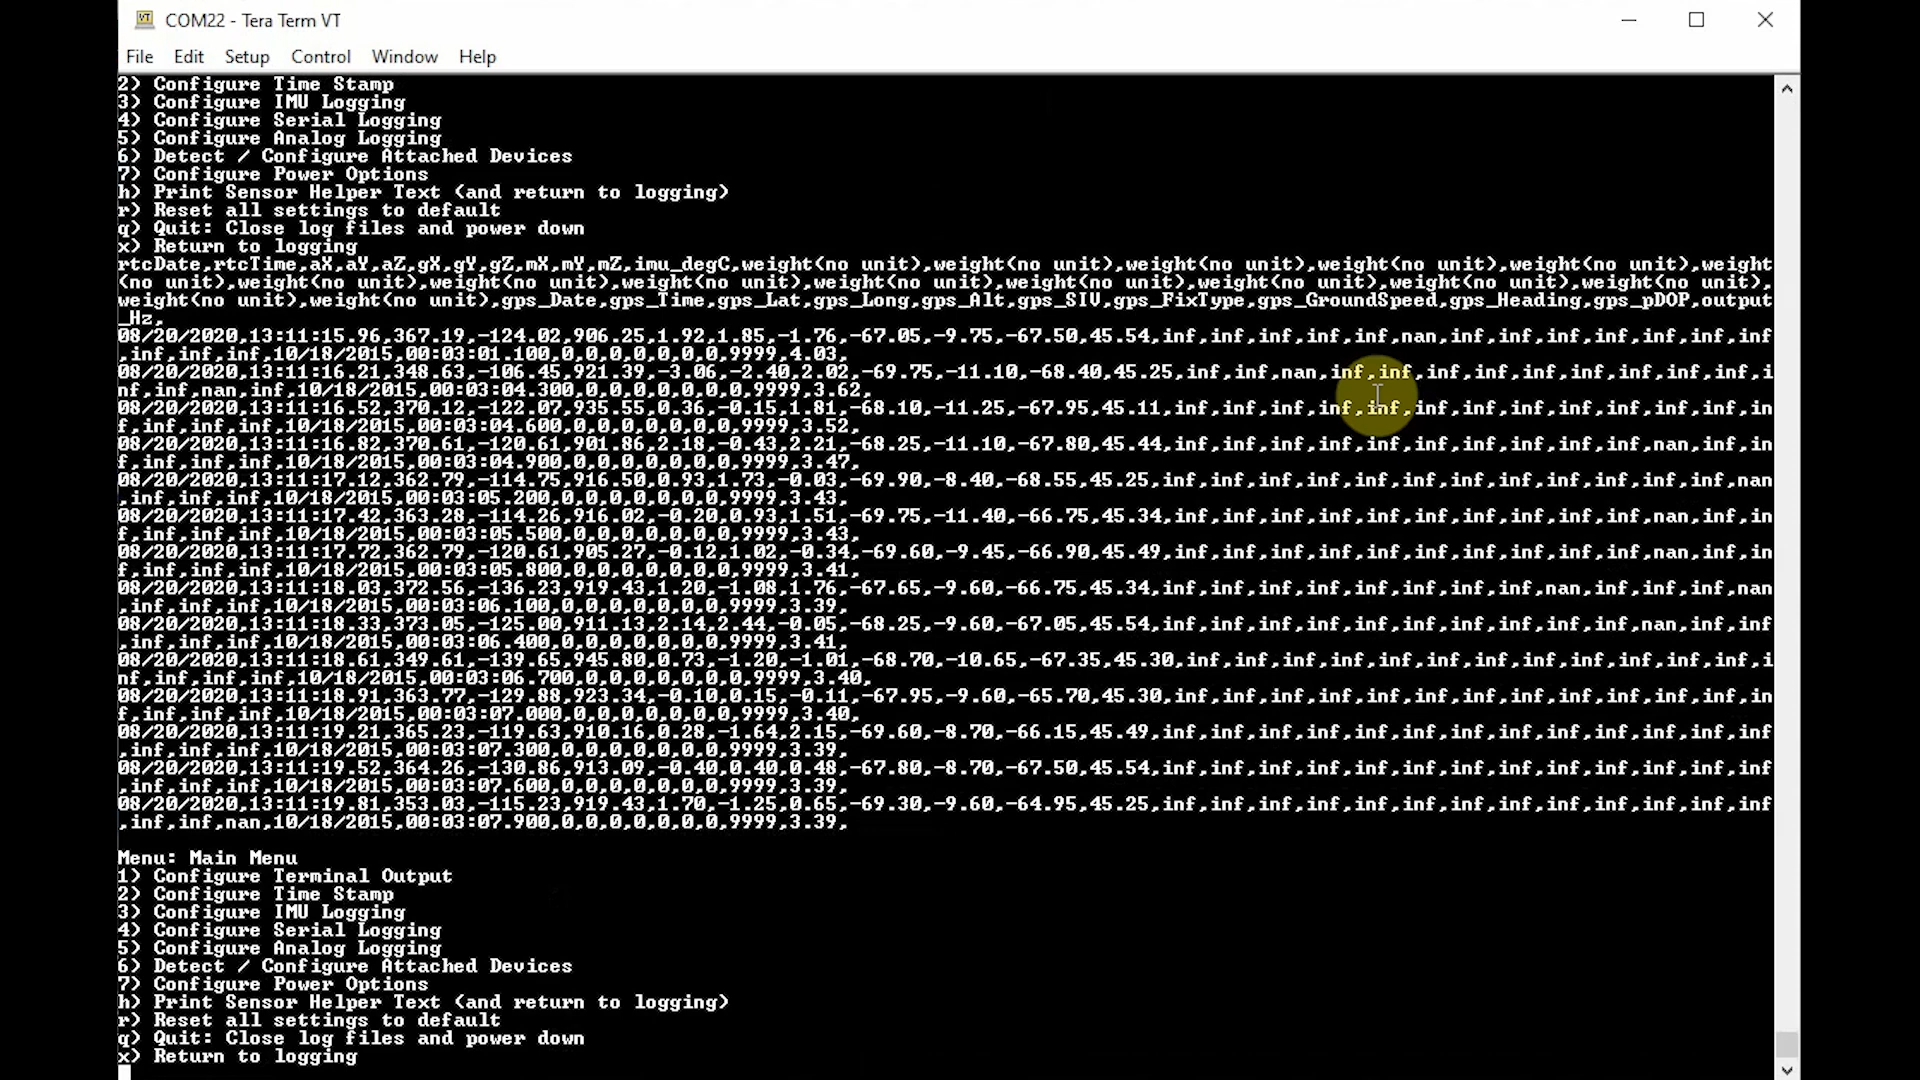 COM22 - Tera Term VT
File Edit Setup Control Window Help
2) Configure Time Stamp
3) Configure IMU Logging
4) Configure Serial Logging
5) Configure Analog Logging
6) Detect / Configure Attached Devices
7) Configure Power Options
h) Print Sensor Helper Text (and return to logging)
r) Reset all settings to default
q) Quit: Close log files and power down
x) Return to logging
rtcDate,rtcTime,aX,aY,aZ,gX,gY,gZ,mX,mY,mZ,imu_degC,weight(no unit),weight(no unit),weight(no unit),weight(no unit),weight(no unit),weight
(no unit),weight(no unit),weight(no unit),weight(no unit),weight(no unit),weight(no unit),weight(no unit),weight(no unit),weight(no unit),
weight(no unit),weight(no unit),gps_Date,gps_Time,gps_Lat,gps_Long,gps_Alt,gps_SIV,gps_FixType,gps_GroundSpeed,gps_Heading,gps_pDOP,output
_Hz,
08/20/2020,13:11:15.96,367.19,-124.02,906.25,1.92,1.85,-1.76,-67.05,-9.75,-67.50,45.54,inf,inf,inf,inf,inf,nan,inf,inf,inf,inf,inf,inf,inf
,inf,inf,inf,10/18/2015,00:03:01.100,0,0,0,0,0,0,0,9999,4.03,
08/20/2020,13:11:16.21,348.63,-106.45,921.39,-3.06,-2.40,2.02,-69.75,-11.10,-68.40,45.25,inf,inf,nan,inf,inf,inf,inf,inf,inf,inf,inf,inf,i
nf,inf,nan,inf,10/18/2015,00:03:04.300,0,0,0,0,0,0,0,9999,3.62,
08/20/2020,13:11:16.52,370.12,-122.07,935.55,0.36,-0.15,1.81,-68.10,-11.25,-67.95,45.11,inf,inf,inf,inf,inf,inf,inf,inf,inf,inf,inf,inf,in
f,inf,inf,inf,10/18/2015,00:03:04.600,0,0,0,0,0,0,0,9999,3.52,
08/20/2020,13:11:16.82,370.61,-120.61,901.86,2.18,-0.43,2.21,-68.25,-11.10,-67.80,45.44,inf,inf,inf,inf,inf,inf,inf,inf,inf,inf,nan,inf,in
f,inf,inf,inf,10/18/2015,00:03:04.900,0,0,0,0,0,0,0,9999,3.47,
08/20/2020,13:11:17.12,362.79,-114.75,916.50,0.93,1.73,-0.03,-69.90,-8.40,-68.55,45.25,inf,inf,inf,inf,inf,inf,inf,inf,inf,inf,inf,inf,nan
,inf,inf,inf,10/18/2015,00:03:05.200,0,0,0,0,0,0,0,9999,3.43,
08/20/2020,13:11:17.42,363.28,-114.26,916.02,-0.20,0.93,1.51,-69.75,-11.40,-66.75,45.34,inf,inf,inf,inf,inf,inf,inf,inf,inf,inf,nan,inf,in
f,inf,inf,inf,10/18/2015,00:03:05.500,0,0,0,0,0,0,0,9999,3.43,
08/20/2020,13:11:17.72,362.79,-120.61,905.27,-0.12,1.02,-0.34,-69.60,-9.45,-66.90,45.49,inf,inf,inf,inf,inf,inf,inf,inf,inf,inf,nan,inf,in
f,inf,inf,inf,10/18/2015,00:03:05.800,0,0,0,0,0,0,0,9999,3.41,
08/20/2020,13:11:18.03,372.56,-136.23,919.43,1.20,-1.08,1.76,-67.65,-9.60,-66.75,45.34,inf,inf,inf,inf,inf,inf,inf,inf,nan,inf,inf,inf,nan
,inf,inf,inf,10/18/2015,00:03:06.100,0,0,0,0,0,0,0,9999,3.39,
08/20/2020,13:11:18.33,373.05,-125.00,911.13,2.14,2.44,-0.05,-68.25,-9.60,-67.05,45.54,inf,inf,inf,inf,inf,inf,inf,inf,inf,inf,nan,inf,inf
,inf,inf,inf,10/18/2015,00:03:06.400,0,0,0,0,0,0,0,9999,3.41,
08/20/2020,13:11:18.61,349.61,-139.65,945.80,0.73,-1.20,-1.01,-68.70,-10.65,-67.35,45.30,inf,inf,inf,inf,inf,inf,inf,inf,inf,inf,inf,inf,i
nf,inf,inf,inf,10/18/2015,00:03:06.700,0,0,0,0,0,0,0,9999,3.40,
08/20/2020,13:11:18.91,363.77,-129.88,923.34,-0.10,0.15,-0.11,-67.95,-9.60,-65.70,45.30,inf,inf,inf,inf,inf,inf,inf,inf,inf,inf,inf,inf,in
f,inf,inf,inf,10/18/2015,00:03:07.000,0,0,0,0,0,0,0,9999,3.40,
08/20/2020,13:11:19.21,365.23,-119.63,910.16,0.28,-1.64,2.15,-69.60,-8.70,-66.15,45.49,inf,inf,inf,inf,inf,inf,inf,inf,inf,inf,inf,inf,inf
,inf,inf,inf,10/18/2015,00:03:07.300,0,0,0,0,0,0,0,9999,3.39,
08/20/2020,13:11:19.52,364.26,-130.86,913.09,-0.40,0.40,0.48,-67.80,-8.70,-67.50,45.54,inf,inf,inf,inf,inf,inf,inf,inf,inf,inf,inf,inf,inf
,inf,inf,inf,10/18/2015,00:03:07.600,0,0,0,0,0,0,0,9999,3.39,
08/20/2020,13:11:19.81,353.03,-115.23,919.43,1.70,-1.25,0.65,-69.30,-9.60,-64.95,45.25,inf,inf,inf,inf,inf,inf,inf,inf,inf,inf,inf,inf,inf
,inf,inf,nan,10/18/2015,00:03:07.900,0,0,0,0,0,0,0,9999,3.39,
Menu: Main Menu
1) Configure Terminal Output
2) Configure Time Stamp
3) Configure IMU Logging
4) Configure Serial Logging
5) Configure Analog Logging
6) Detect / Configure Attached Devices
7) Configure Power Options
h) Print Sensor Helper Text (and return to logging)
r) Reset all settings to default
q) Quit: Close log files and power down
x) Return to logging